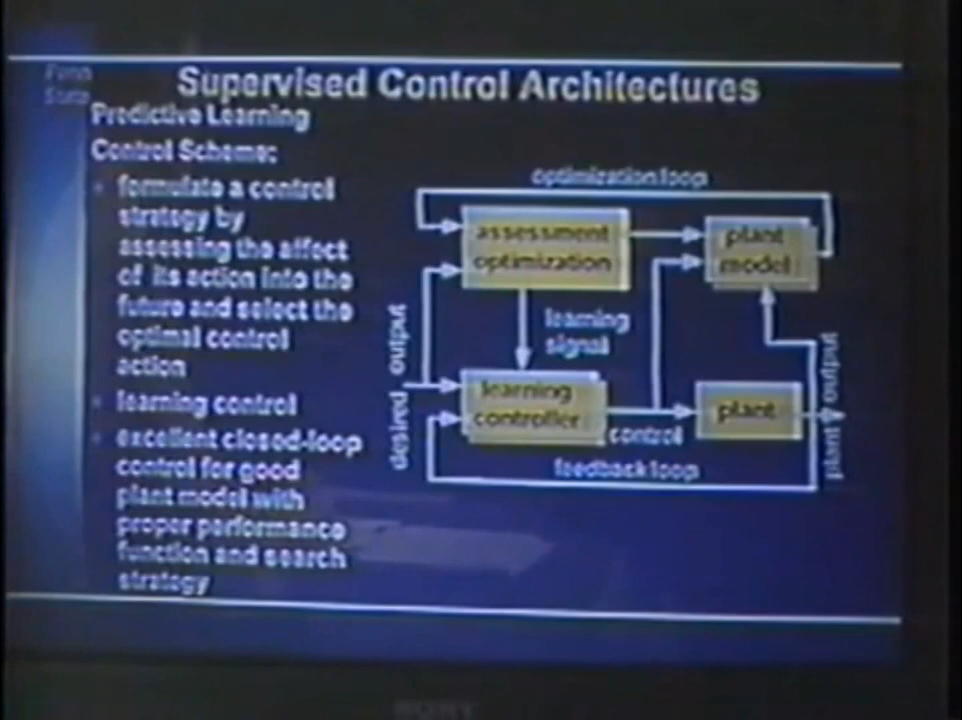 Penn
State
Supervised Control Architectures
Predictive Learning
Control Scheme:
formulate a control
strategy by
assessing the affect
of its action into the
future and select the
optimal control
action
learning control
excellent closed-loop
control for good
plant model with
proper performance
function and search
strategy
optimization loop
assessment
optimization
plant
model
learning
signal
desired output
learning
controller
control
plant
plant output
feedback loop
SONY